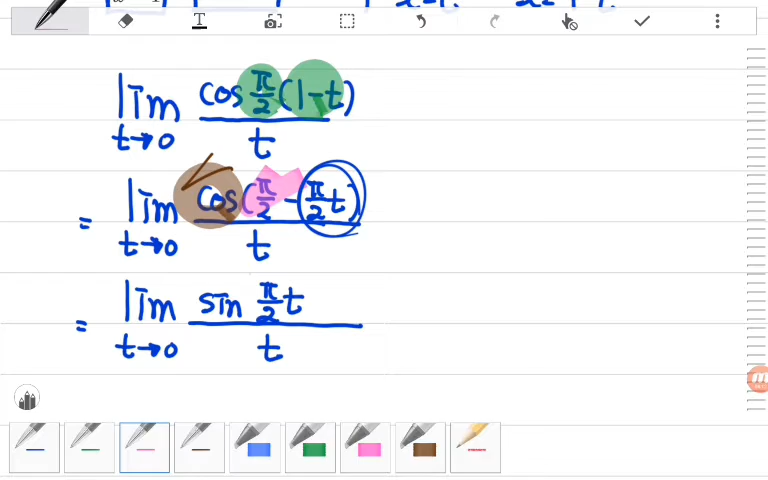 T
lim cos π/2 (1-t)
t→0 t
= lim cos(π/2 - π/2 t)
t→0 t
= lim sin π/2 t
t→0 t